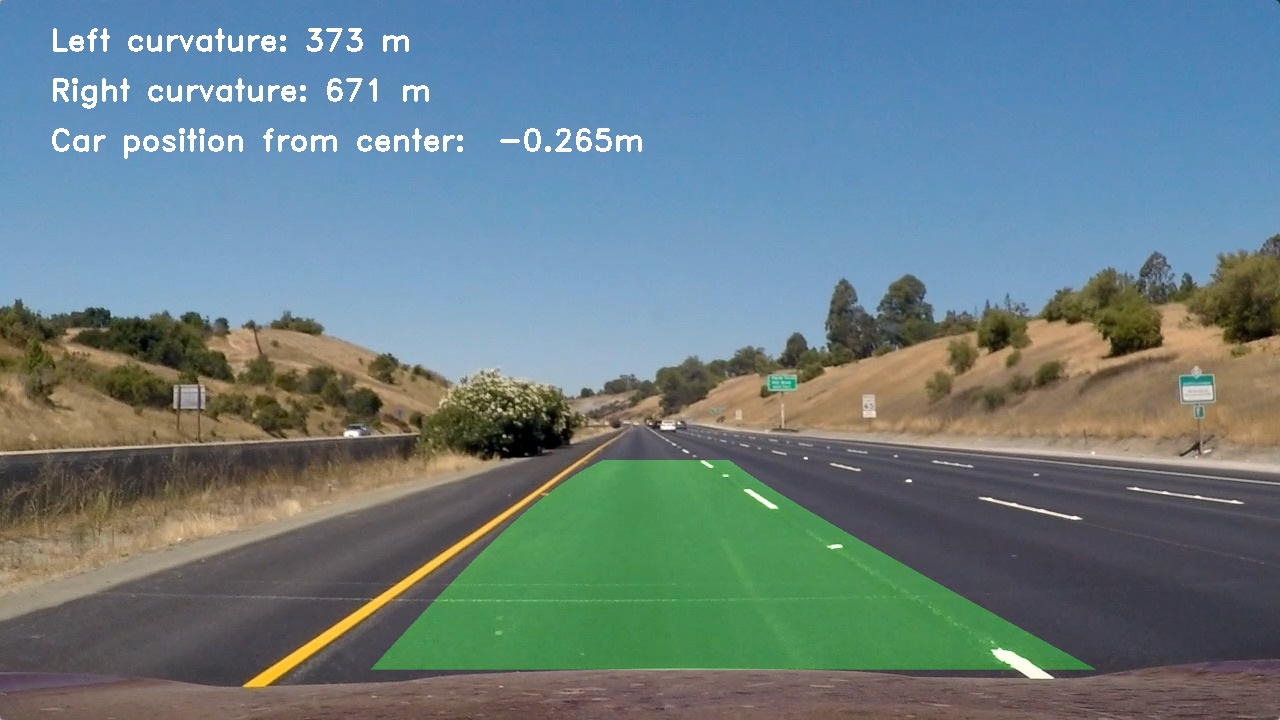 Left curvature: 373 m
Right curvature: 671 m
Car position from center:  -0.265m